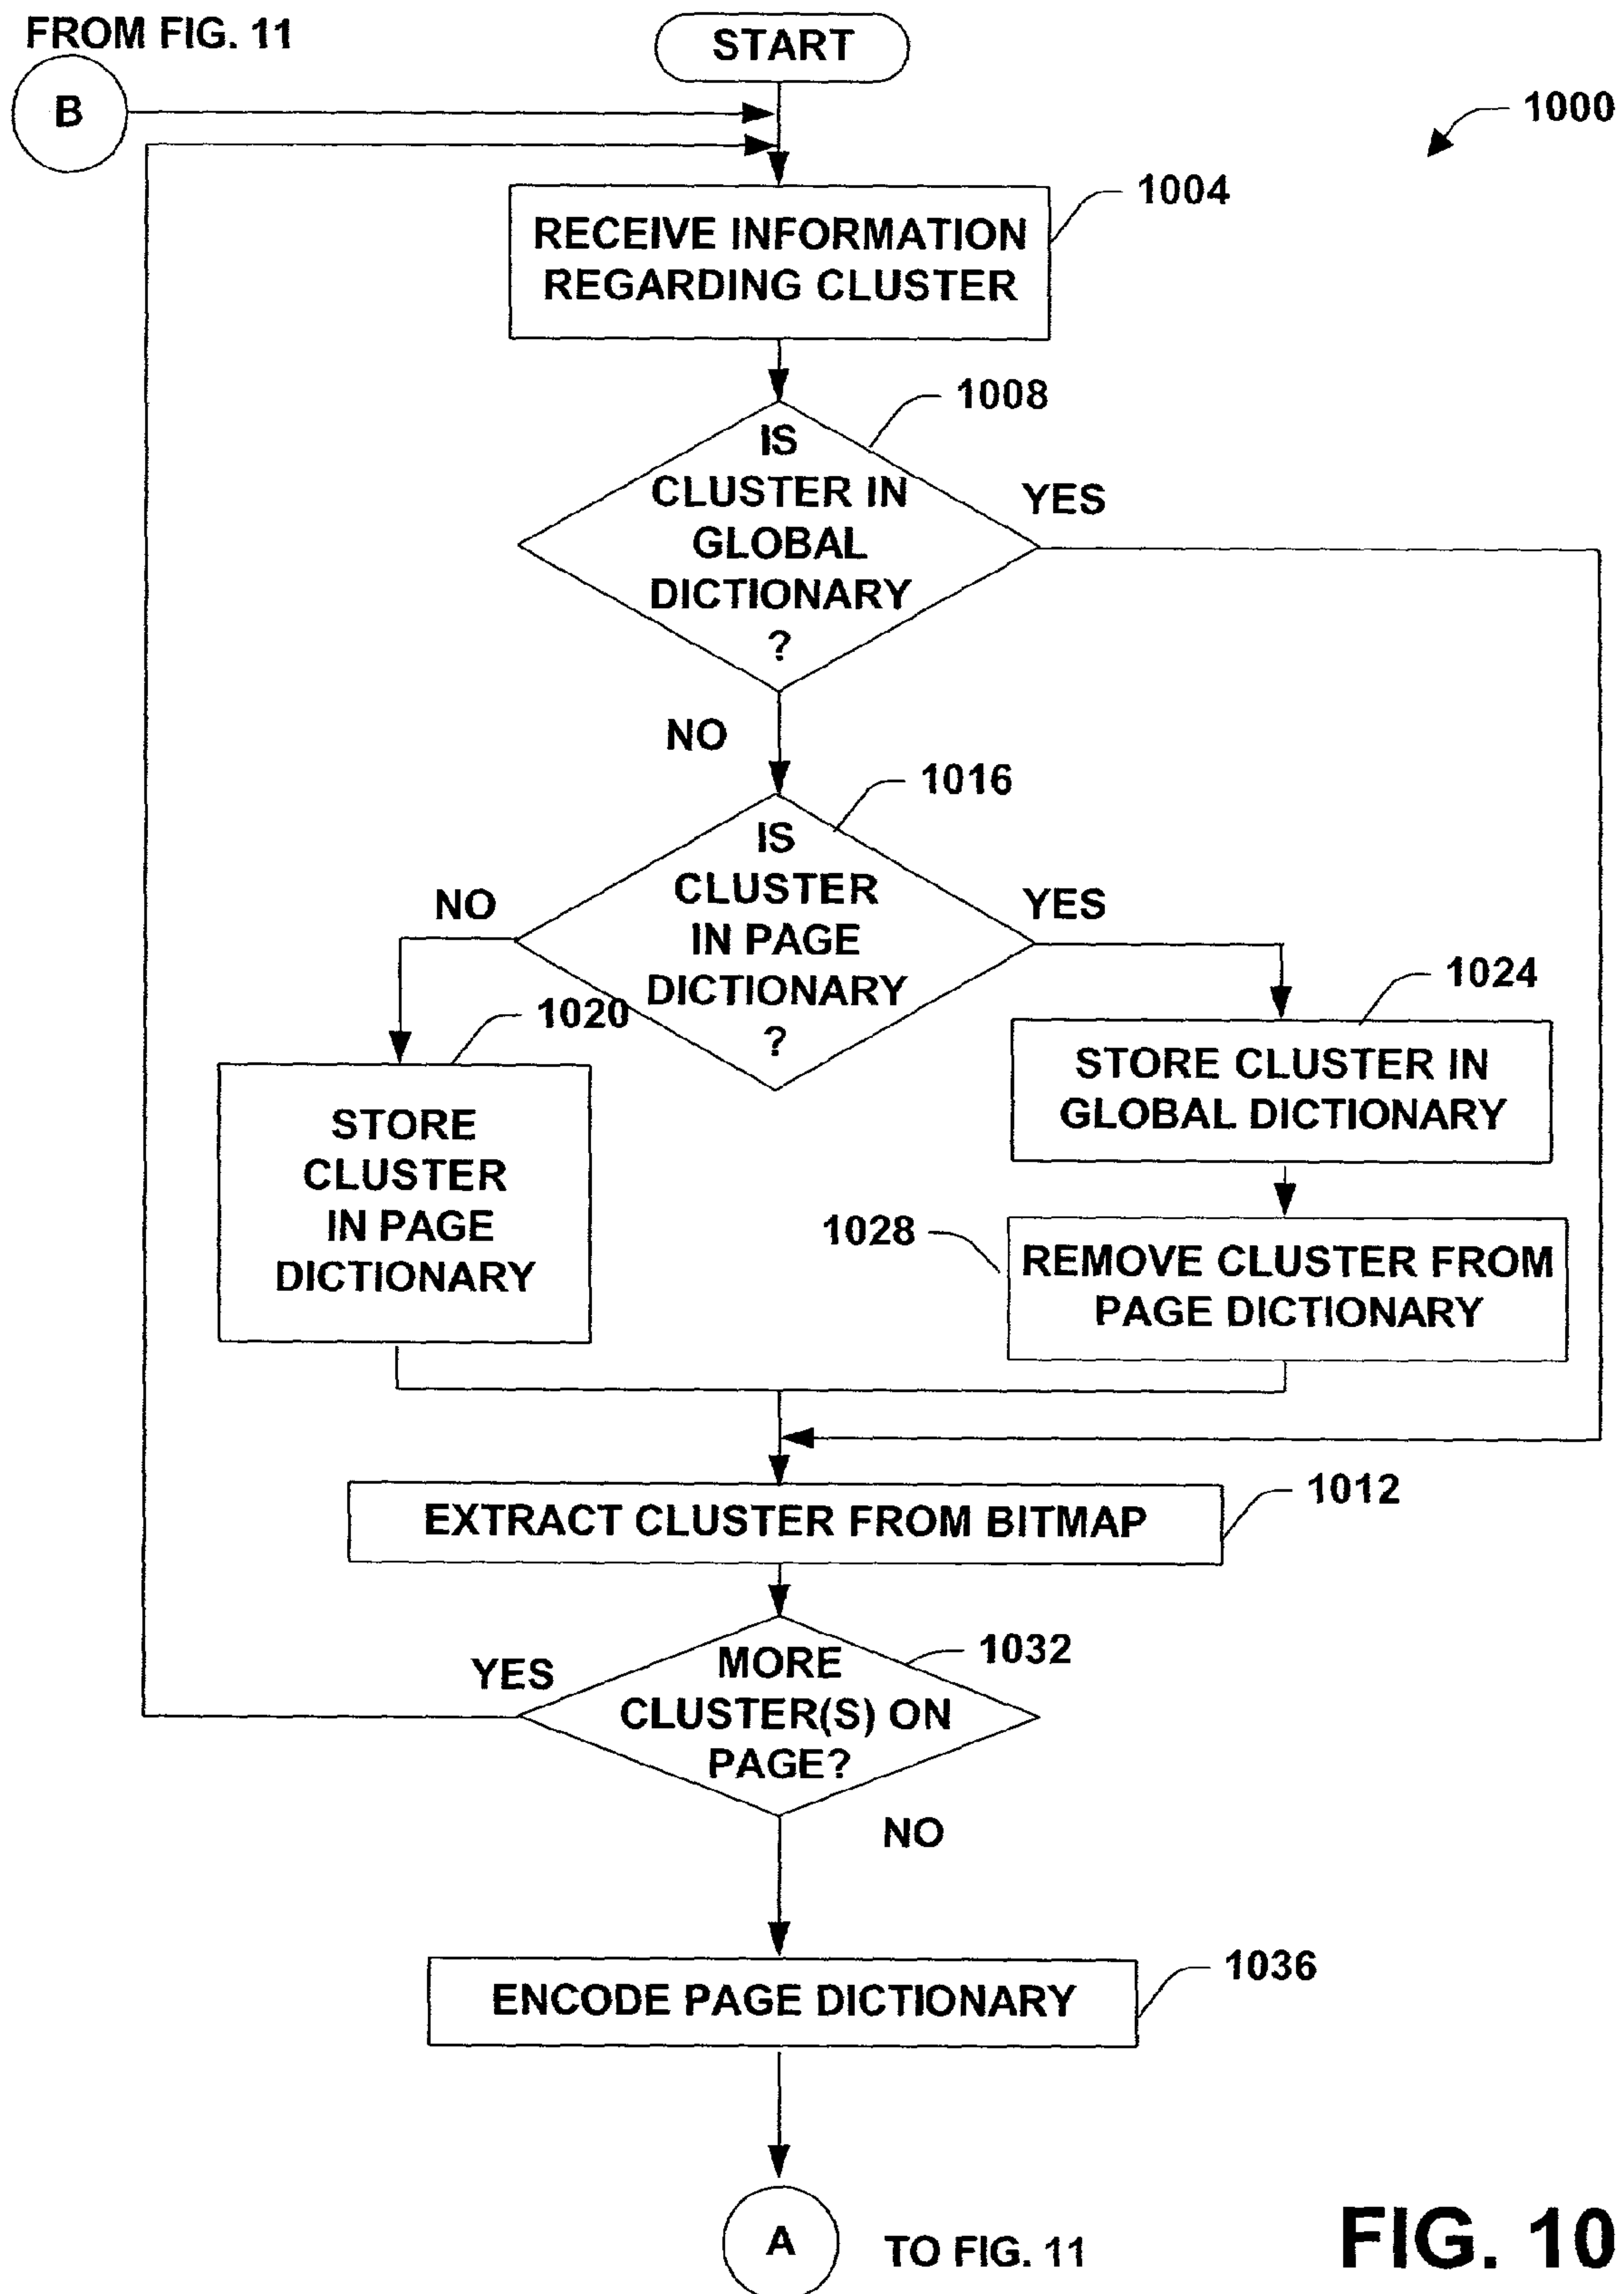 FROM FIG. 11
START
B
1000
1004
RECEIVE INFORMATION
REGARDING CLUSTER
1008
IS
CLUSTER IN
GLOBAL
DICTIONARY
?
YES
NO
1016
IS
CLUSTER
IN PAGE
DICTIONARY
?
NO
YES
1020
STORE
CLUSTER
IN PAGE
DICTIONARY
1024
STORE CLUSTER IN
GLOBAL DICTIONARY
1028
REMOVE CLUSTER FROM
PAGE DICTIONARY
1012
EXTRACT CLUSTER FROM BITMAP
1032
YES
MORE
CLUSTER(S) ON
PAGE?
NO
1036
ENCODE PAGE DICTIONARY
A
TO FIG. 11
FIG. 10